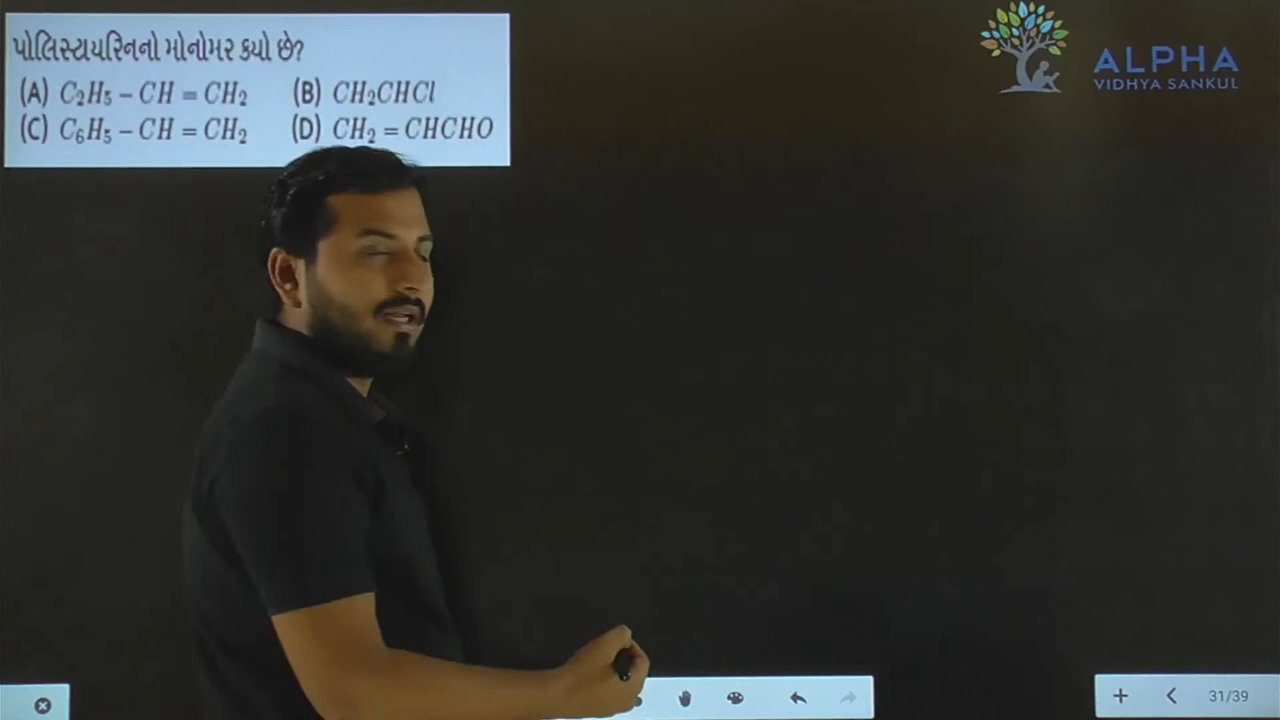 પોલિસ્ટાયરિનનો મોનોમર કયો છે?
(A) C₂H₅ – CH = CH₂ (B) CH₂CHCl
(C) C₆H₅ – CH = CH₂ (D) CH₂ = CHCHO
ALPHA
VIDHYA SANKUL
31/39